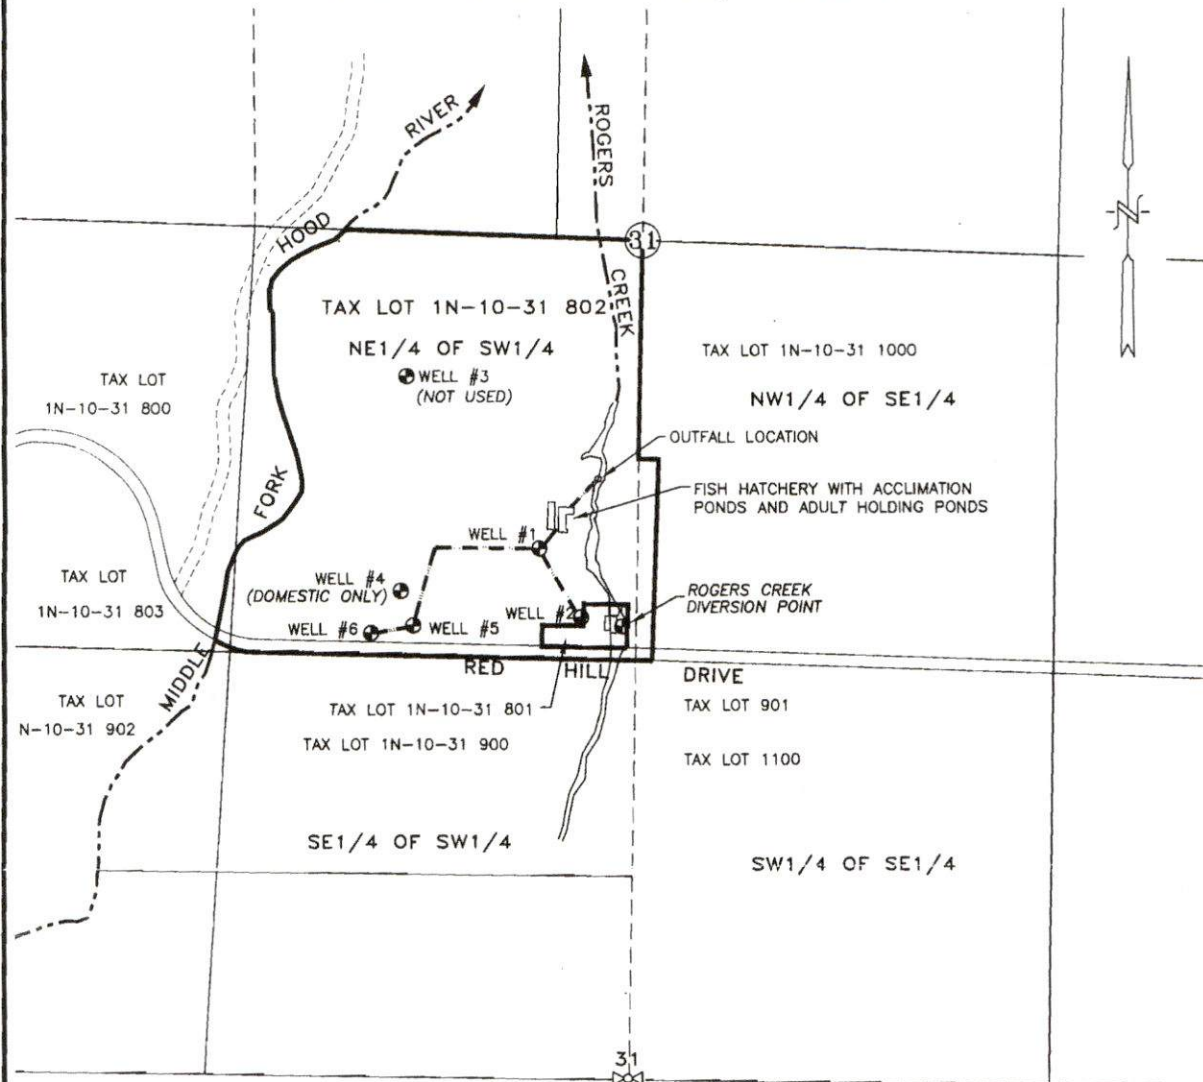 RIVER
HOOD
FORK
MIDDLE
ROGERS
CREEK
31
N
TAX LOT 1N-10-31 802
NE1/4 OF SW1/4
WELL #3
(NOT USED)
TAX LOT 1N-10-31 1000
NW1/4 OF SE1/4
TAX LOT
1N-10-31 800
OUTFALL LOCATION
FISH HATCHERY WITH ACCLIMATION
PONDS AND ADULT HOLDING PONDS
WELL #1
WELL #4
(DOMESTIC ONLY)
TAX LOT
1N-10-31 803
WELL #2
ROGERS CREEK
DIVERSION POINT
WELL #6
WELL #5
RED HILL DRIVE
TAX LOT
N-10-31 902
TAX LOT 1N-10-31 801
TAX LOT 1N-10-31 900
TAX LOT 901
TAX LOT 1100
SE1/4 OF SW1/4
SW1/4 OF SE1/4
31